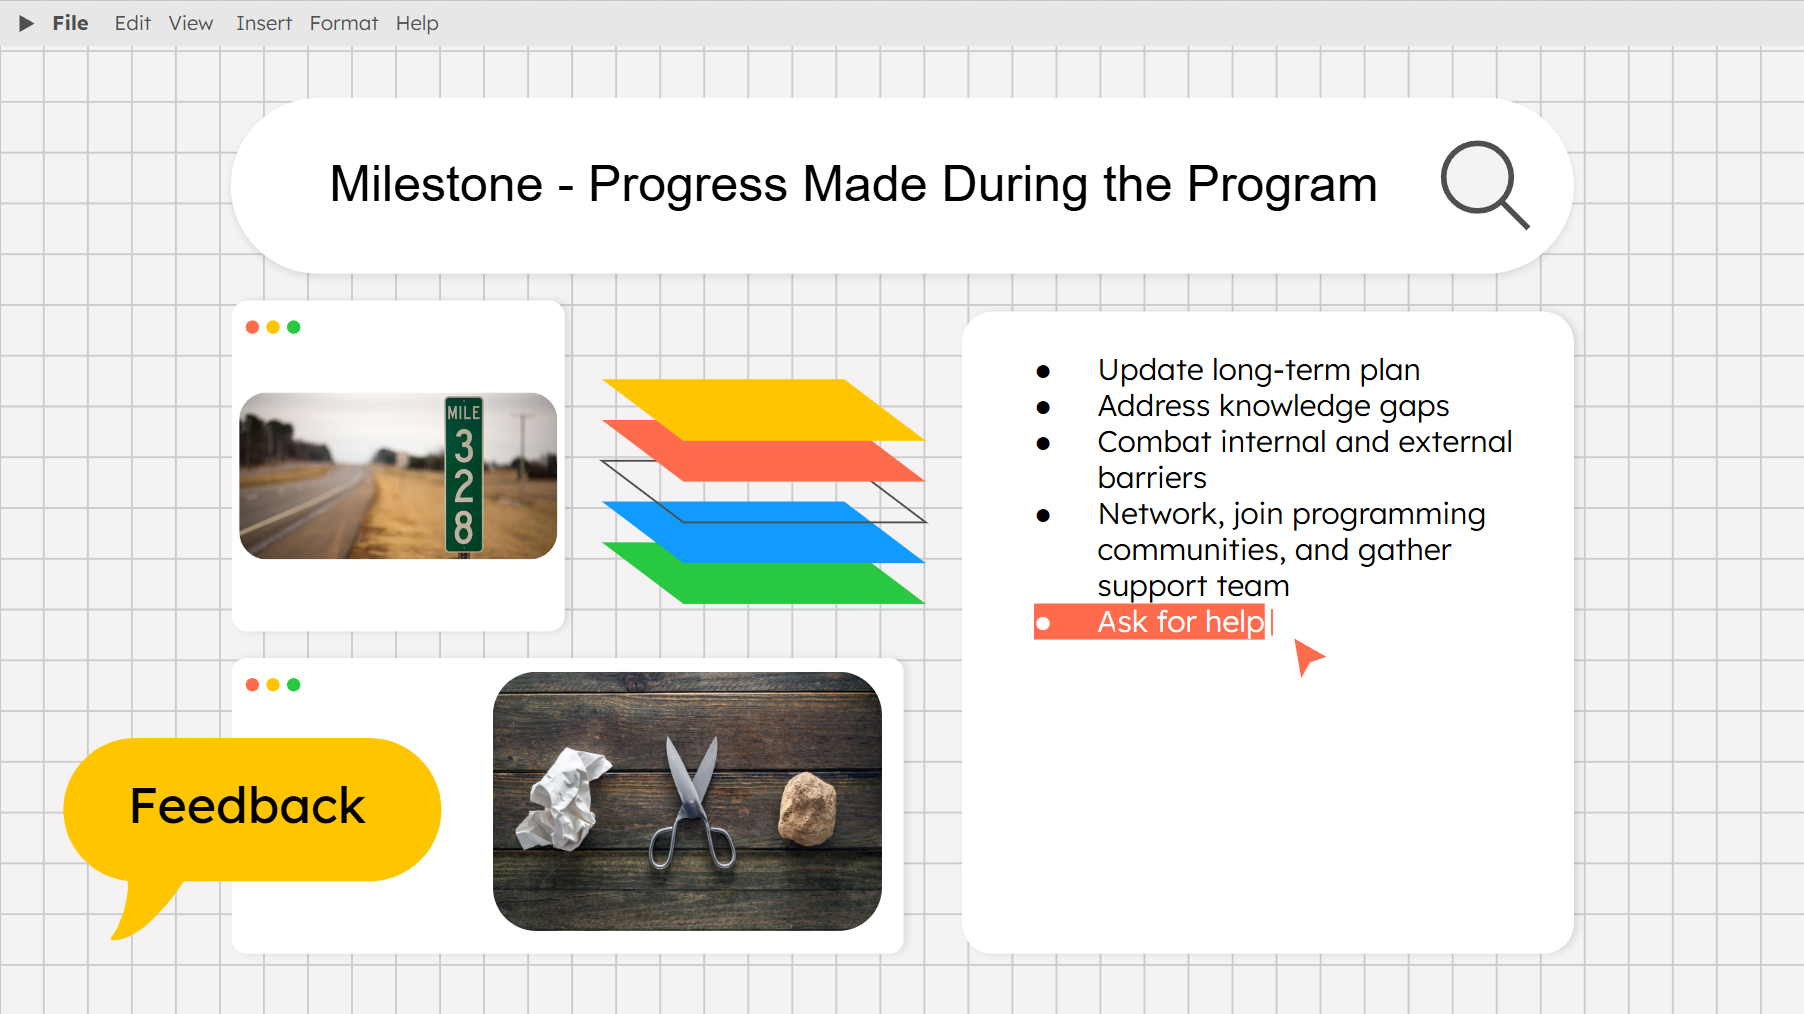 File Edit View Insert Format Help
Milestone - Progress Made During the Program
MILE
3
2
8
● Update long-term plan
● Address knowledge gaps
● Combat internal and external
barriers
● Network, join programming
communities, and gather
support team
● Ask for help
Feedback